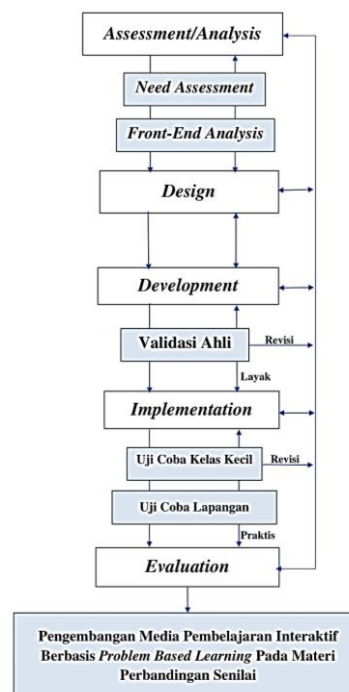 Assessment/Analysis
Need Assessment
Front-End Analysis
Design
Development
Validasi Ahli
Revisi
Layak
Implementation
Uji Coba Kelas Kecil
Revisi
Uji Coba Lapangan
Praktis
Evaluation
Pengembangan Media Pembelajaran Interaktif
Berbasis Problem Based Learning Pada Materi
Perbandingan Senilai